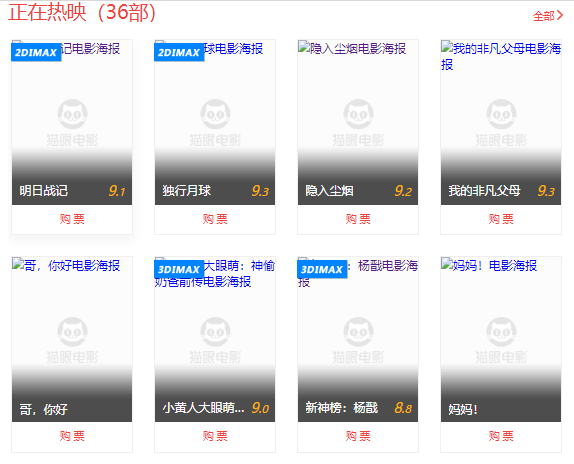 正在热映（36部）
全部
2DIMAX
记电影海报
2DIMAX
球电影海报
隐入尘烟电影海报
我的非凡父母电影海
报
猫眼电影
猫眼电影
猫眼电影
猫眼电影
明日战记 9.1
独行月球 9.3
隐入尘烟 9.2
我的非凡父母 9.3
购票
购票
购票
购票
哥，你好电影海报
3DIMAX
大眼萌：神偷
奶爸前传电影海报
3DIMAX
：杨戬电影海
报
妈妈！电影海报
猫眼电影
猫眼电影
猫眼电影
猫眼电影
哥，你好
小黄人大眼萌... 9.0
新神榜：杨戬 8.8
妈妈！
购票
购票
购票
购票